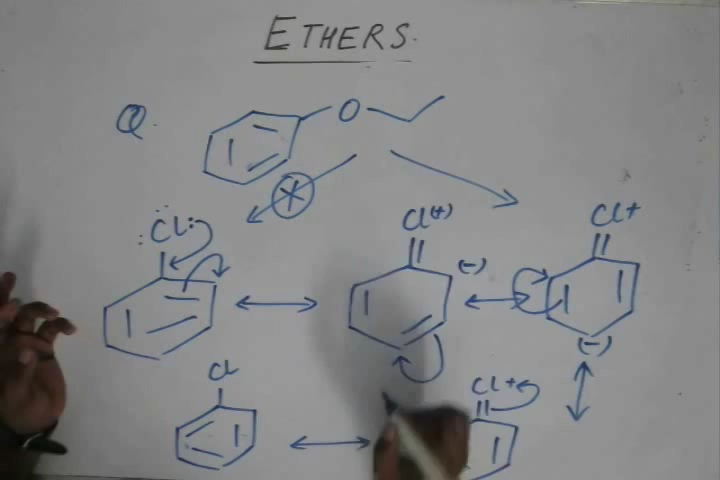 ETHERS.
Q.
O
:Cl:
Cl(+)
(-)
Cl+
(-)
Cl
Cl+